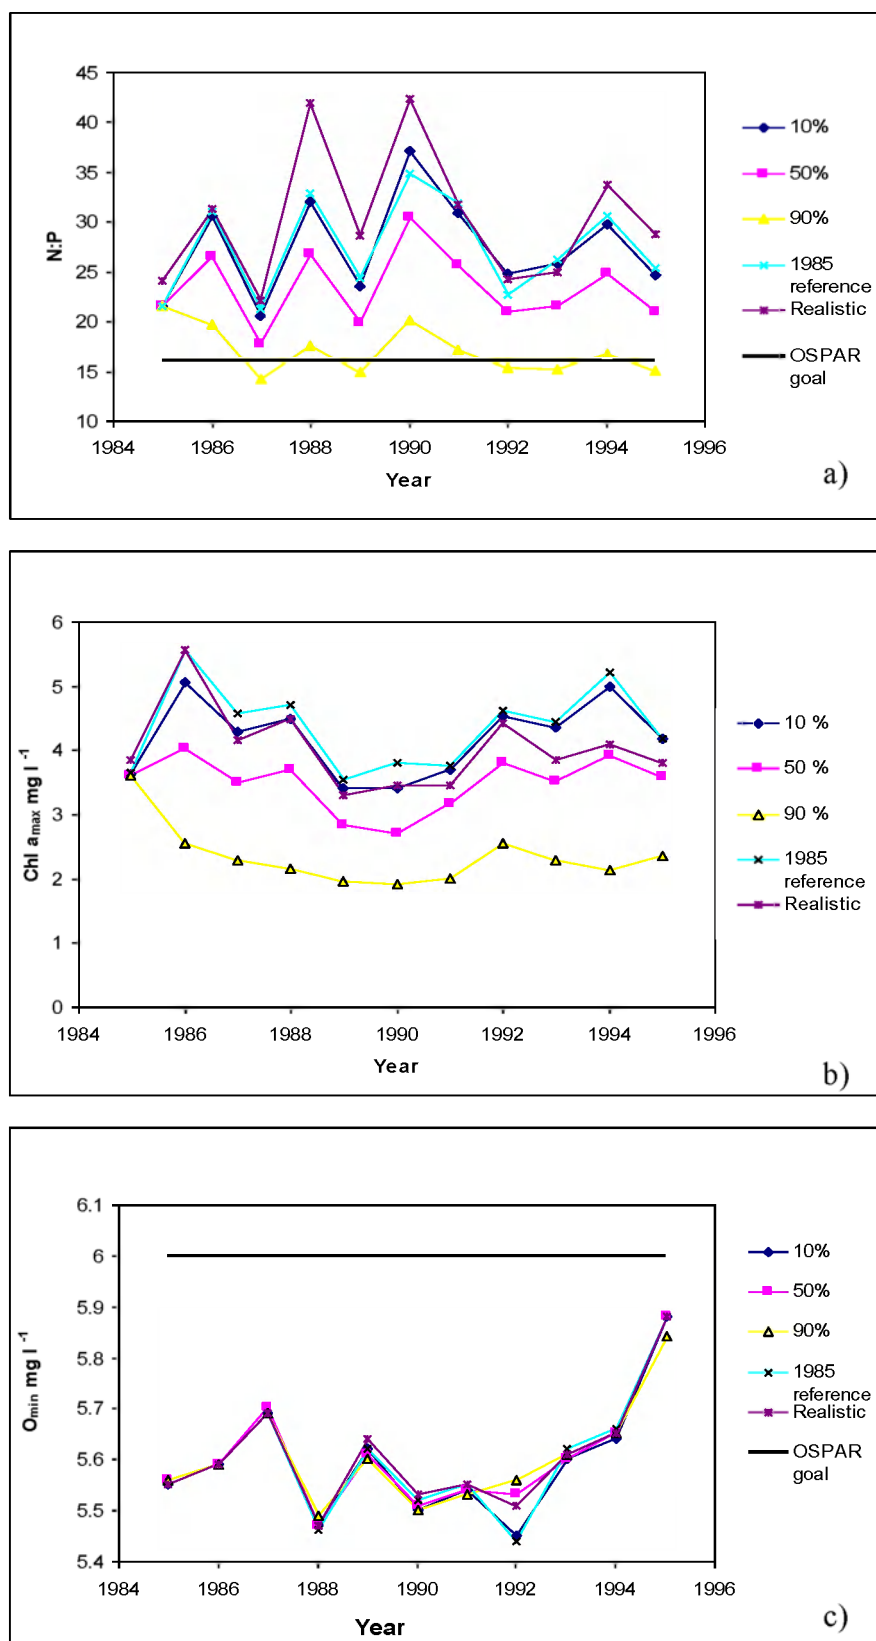 45
40
35
30
25
20
15
10
N:P
1984 1986 1988 1990 1992 1994 1996
Year
10%
50%
90%
1985
reference
Realistic
OSPAR
goal
a)
6
5
4
3
2
1
0
Chl a max mg l -1
1984 1986 1988 1990 1992 1994 1996
Year
10 %
50 %
90 %
1985
reference
Realistic
b)
6.1
6
5.9
5.8
5.7
5.6
5.5
5.4
O min mg l -1
1984 1986 1988 1990 1992 1994 1996
Year
10%
50%
90%
1985
reference
Realistic
OSPAR
goal
c)